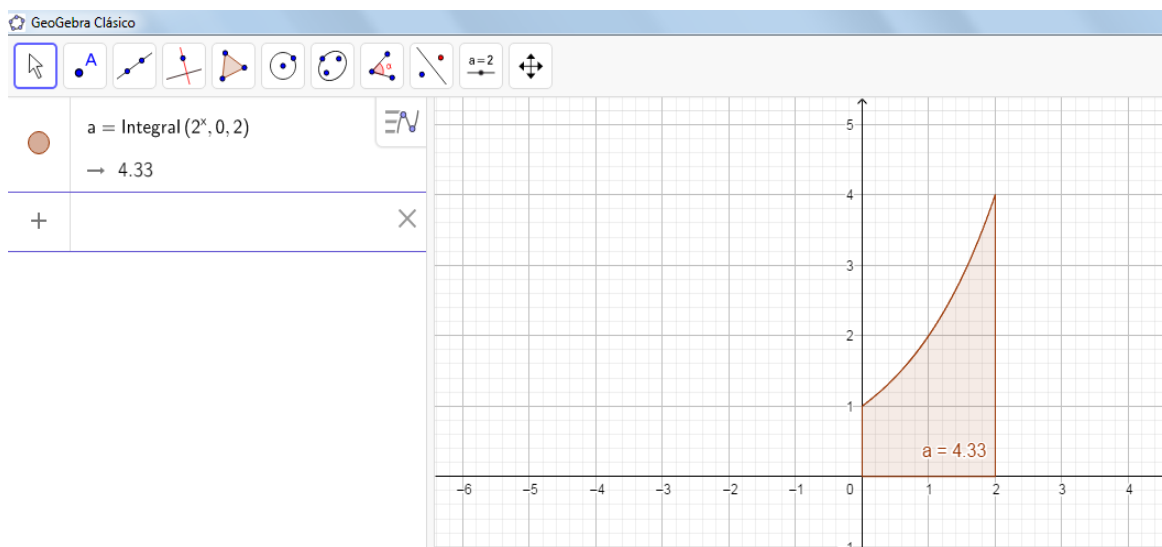 GeoGebra Clásico
A
α
a=2
a = Integral (2ˣ, 0, 2)
→ 4.33
+
5
4
3
2
1
a = 4.33
–6 –5 –4 –3 –2 –1 0 1 2 3 4